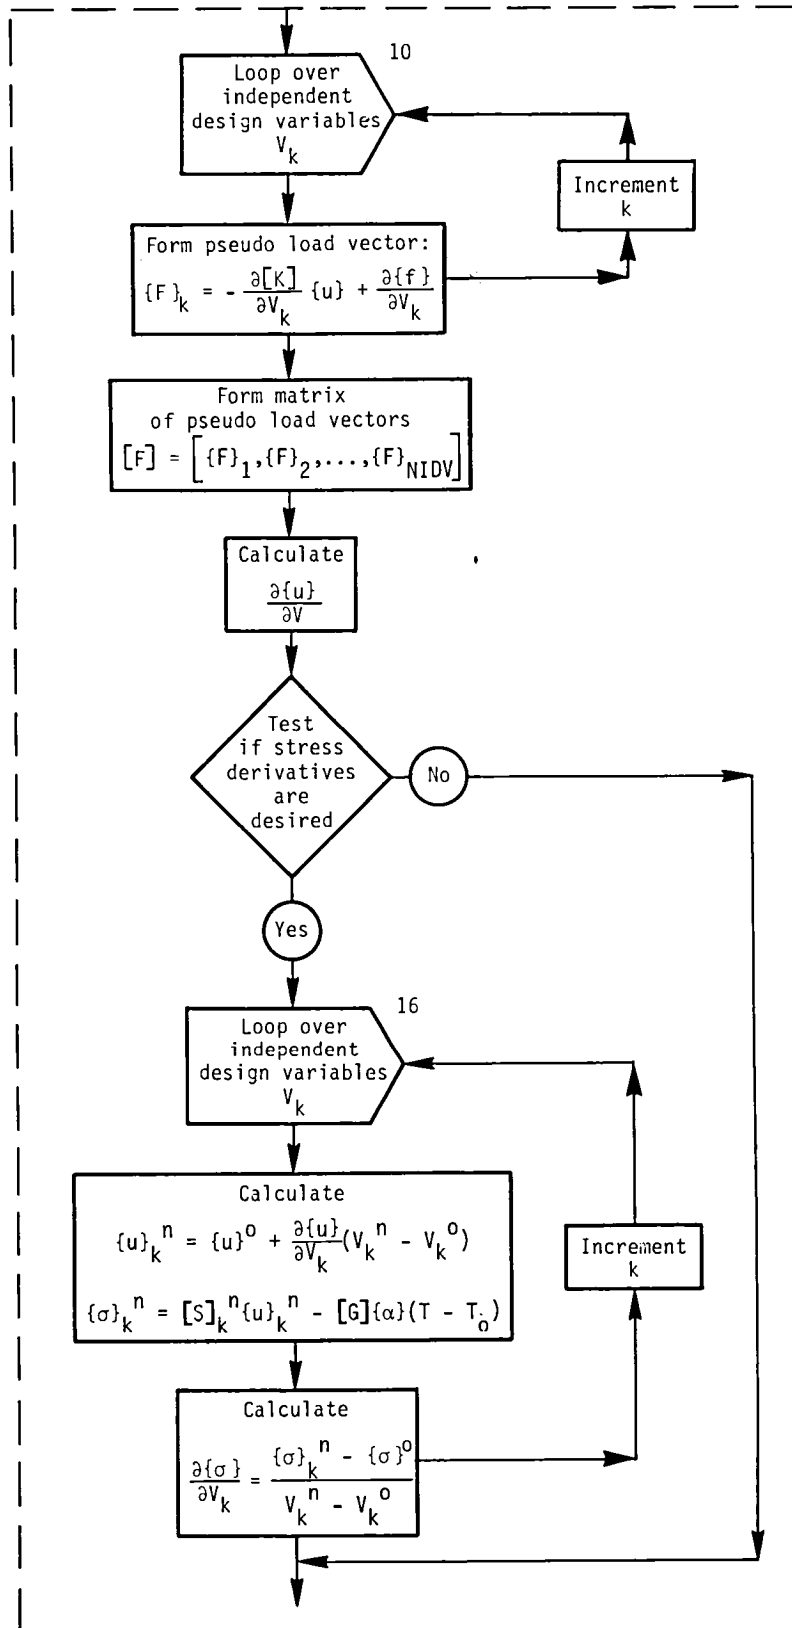 10
Loop over
independent
design variables
V_k
Increment
k
Form pseudo load vector:
{F}_k = - ∂[K]/∂V_k {u} + ∂{f}/∂V_k
Form matrix
of pseudo load vectors
[F] = [{F}_1,{F}_2,...,{F}_NIDV]
Calculate
∂{u}/∂V
Test
if stress
derivatives
are
desired
No
Yes
16
Loop over
independent
design variables
V_k
Calculate
{u}_k^n = {u}^o + ∂{u}/∂V_k (V_k^n - V_k^o)
{σ}_k^n = [S]_k^n {u}_k^n - [G]{α}(T - T_o)
Increment
k
Calculate
∂{σ}/∂V_k = ({σ}_k^n - {σ}^o)/(V_k^n - V_k^o)